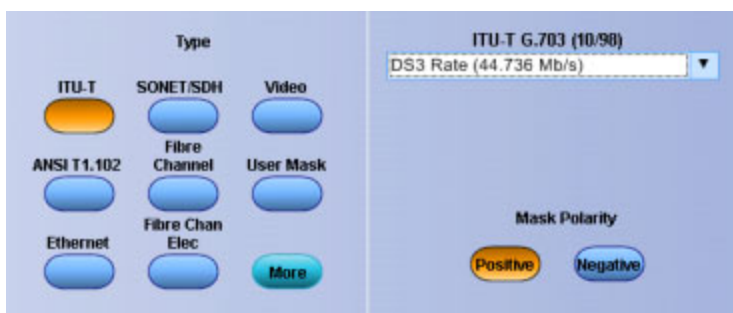 Type
ITU-T
SONET/SDH
Video
ANSI T1.102
Fibre
Channel
User Mask
Ethernet
Fibre Chan
Elec
More
ITU-T G.703 (10/98)
DS3 Rate (44.736 Mb/s)
Mask Polarity
Positive
Negative